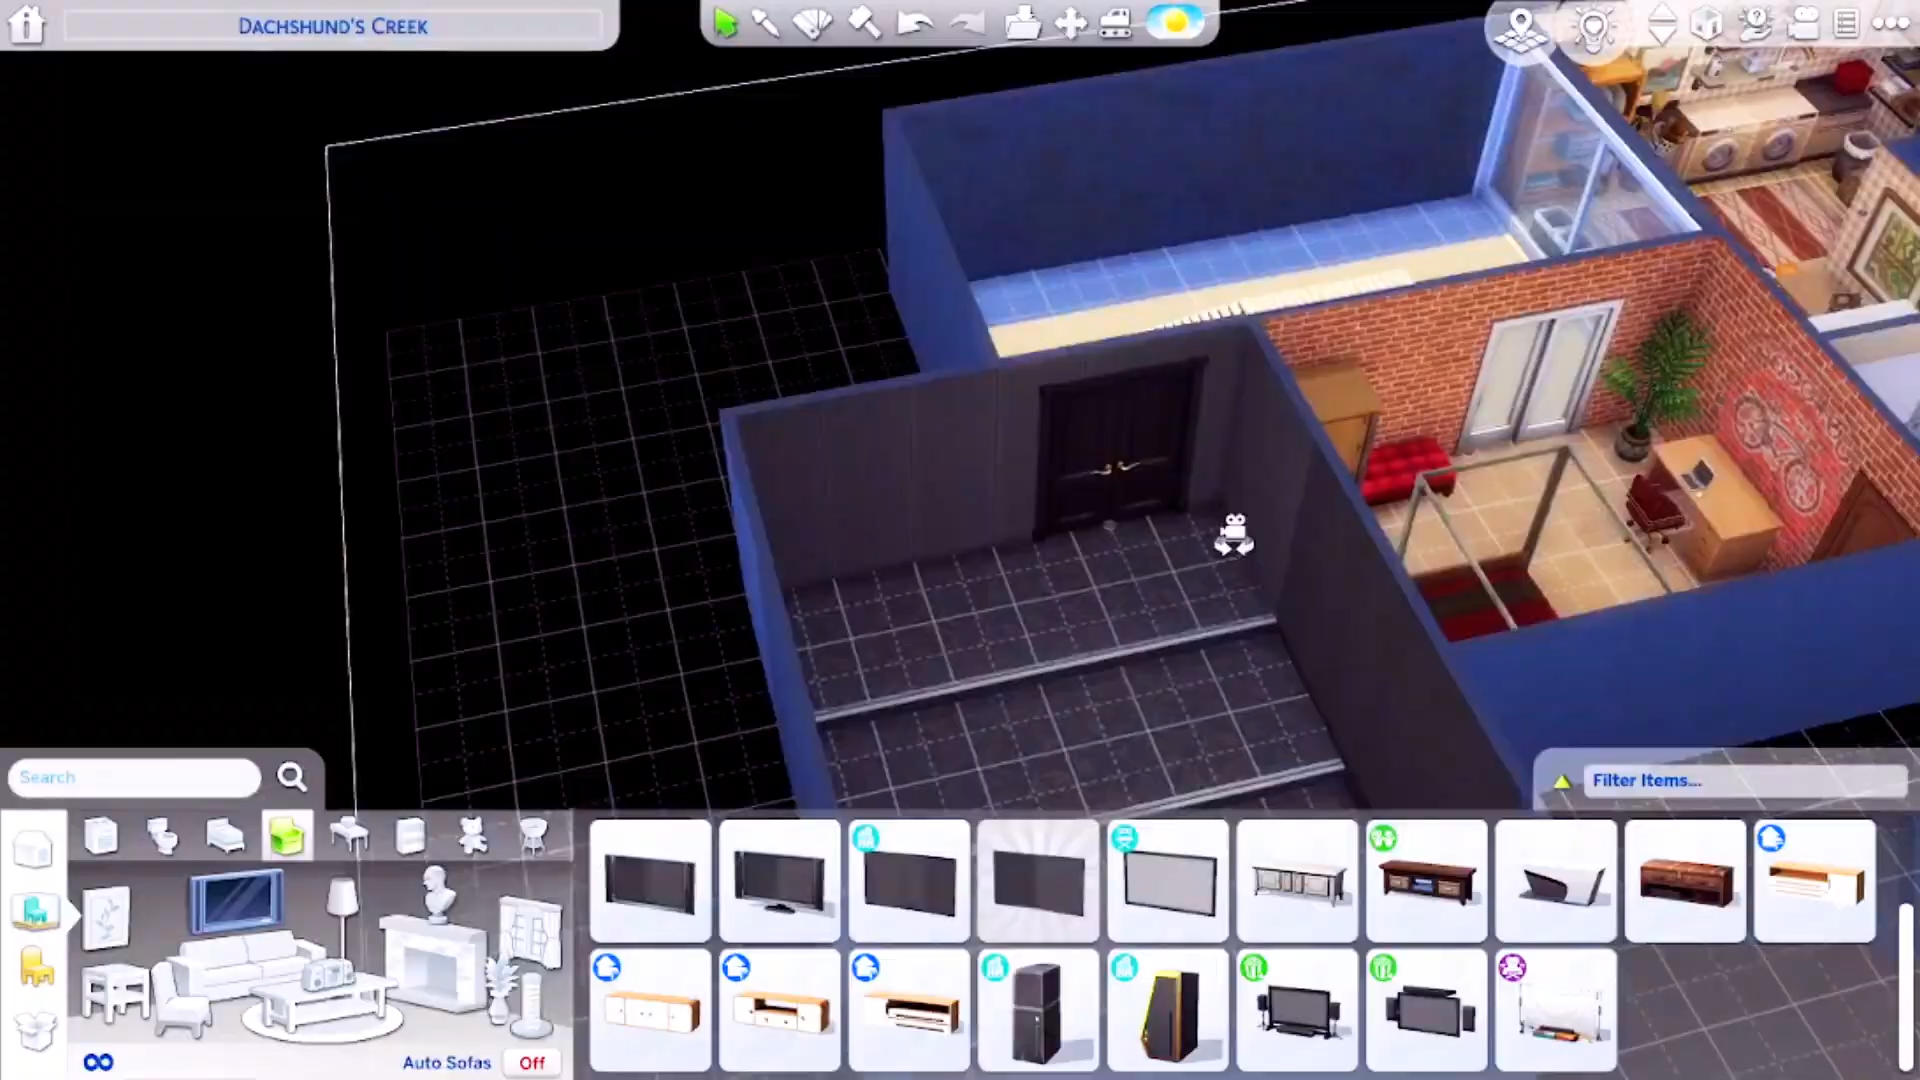 DACHSHUND'S CREEK
Search
Filter Items...
Auto Sofas
Off